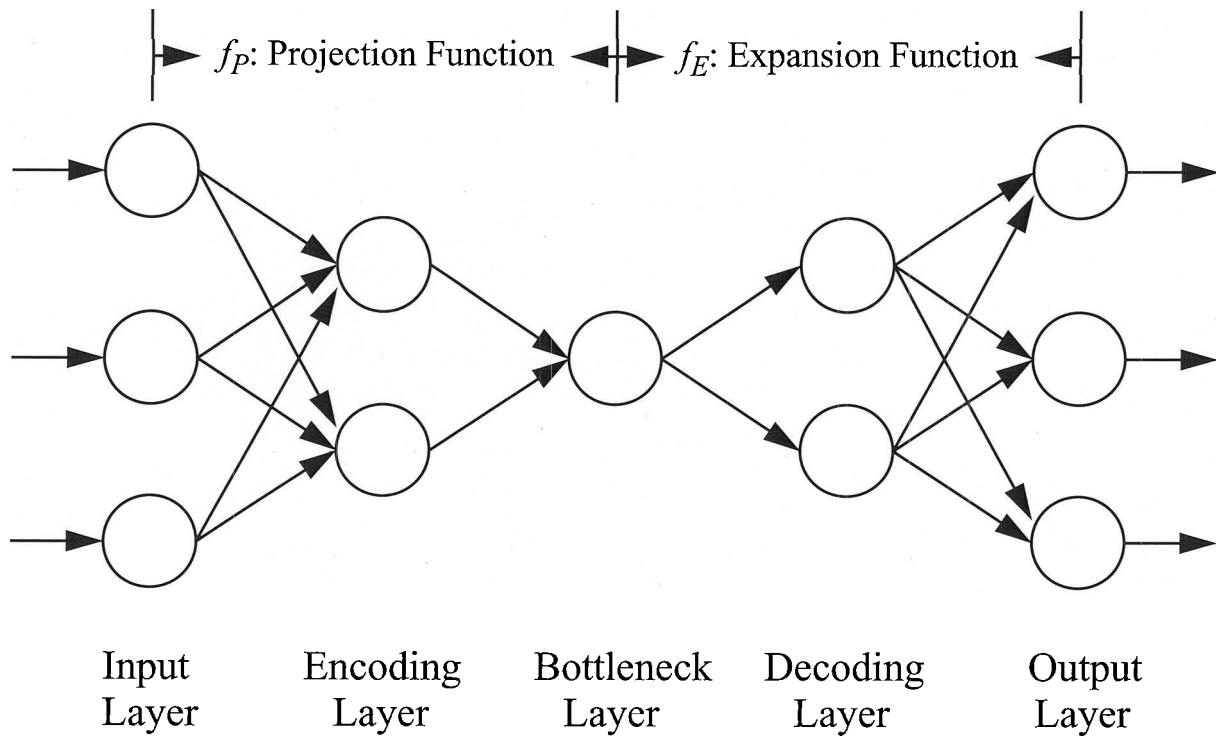 f_P: Projection Function
f_E: Expansion Function
Input Layer
Encoding Layer
Bottleneck Layer
Decoding Layer
Output Layer